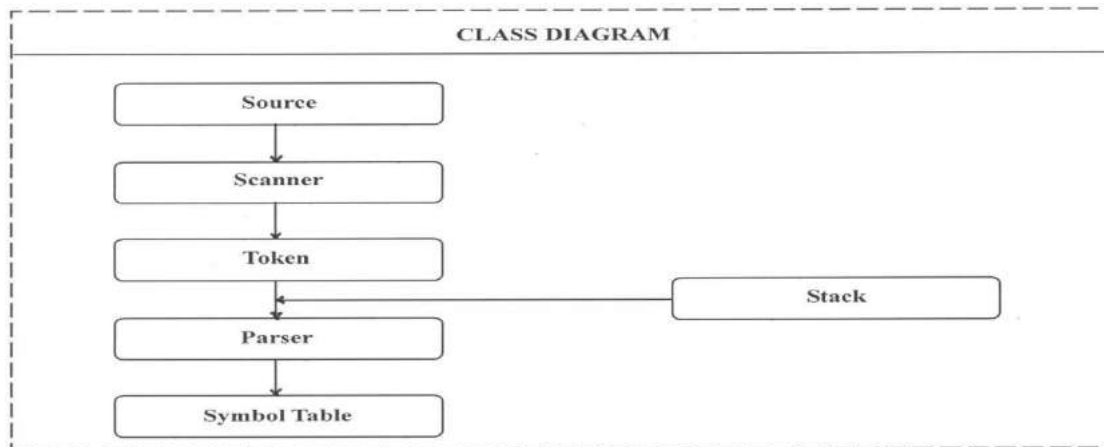 CLASS DIAGRAM
Source
Scanner
Token
Stack
Parser
Symbol Table